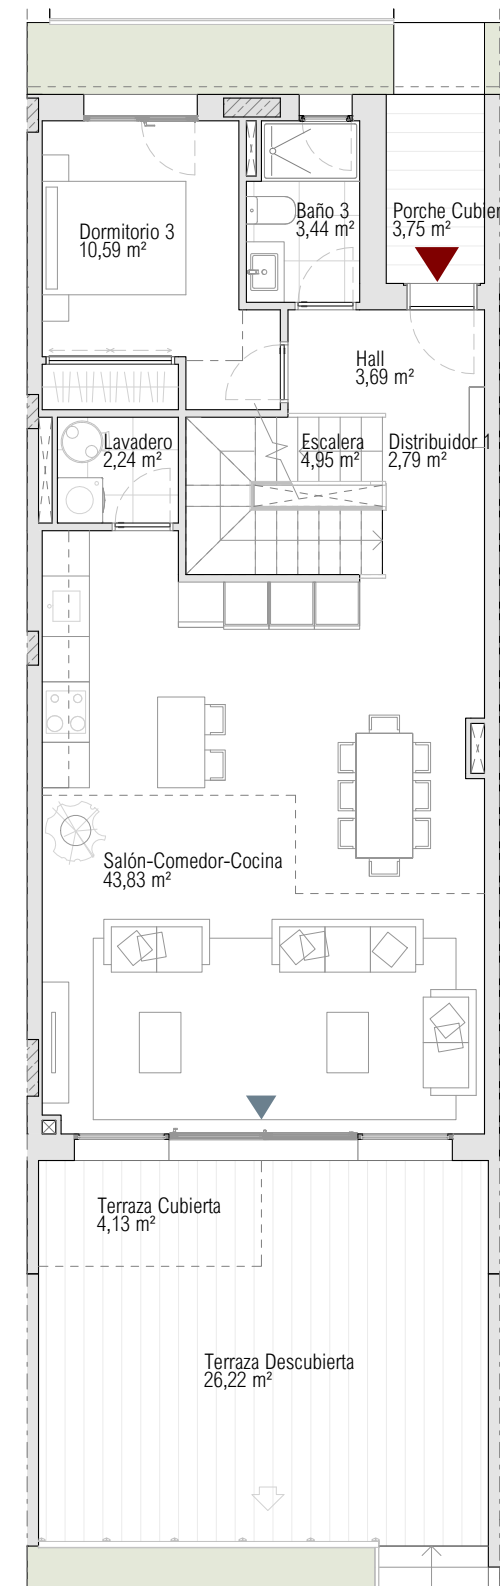 Dormitorio 3
10,59 m²
Baño 3
3,44 m²
Porche Cubier
3,75 m²
Hall
3,69 m²
Lavadero
2,24 m²
Escalera
4,95 m²
Distribuidor 1
2,79 m²
Salón-Comedor-Cocina
43,83 m²
Terraza Cubierta
4,13 m²
Terraza Descubierta
26,22 m²